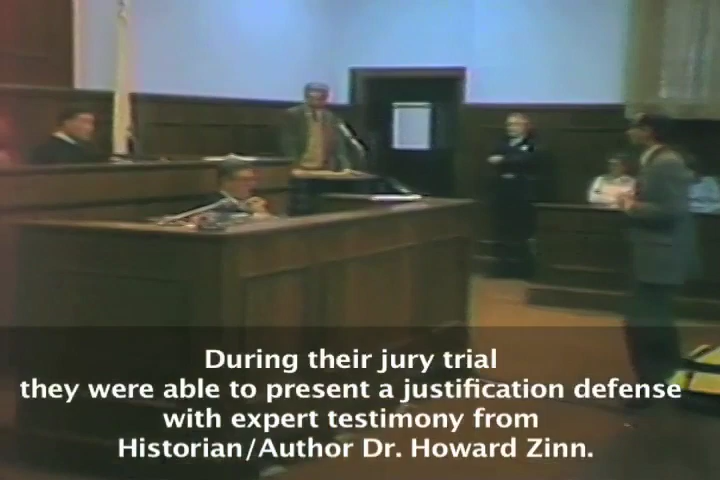 During their jury trial
they were able to present a justification defense
with expert testimony from
Historian/Author Dr. Howard Zinn.